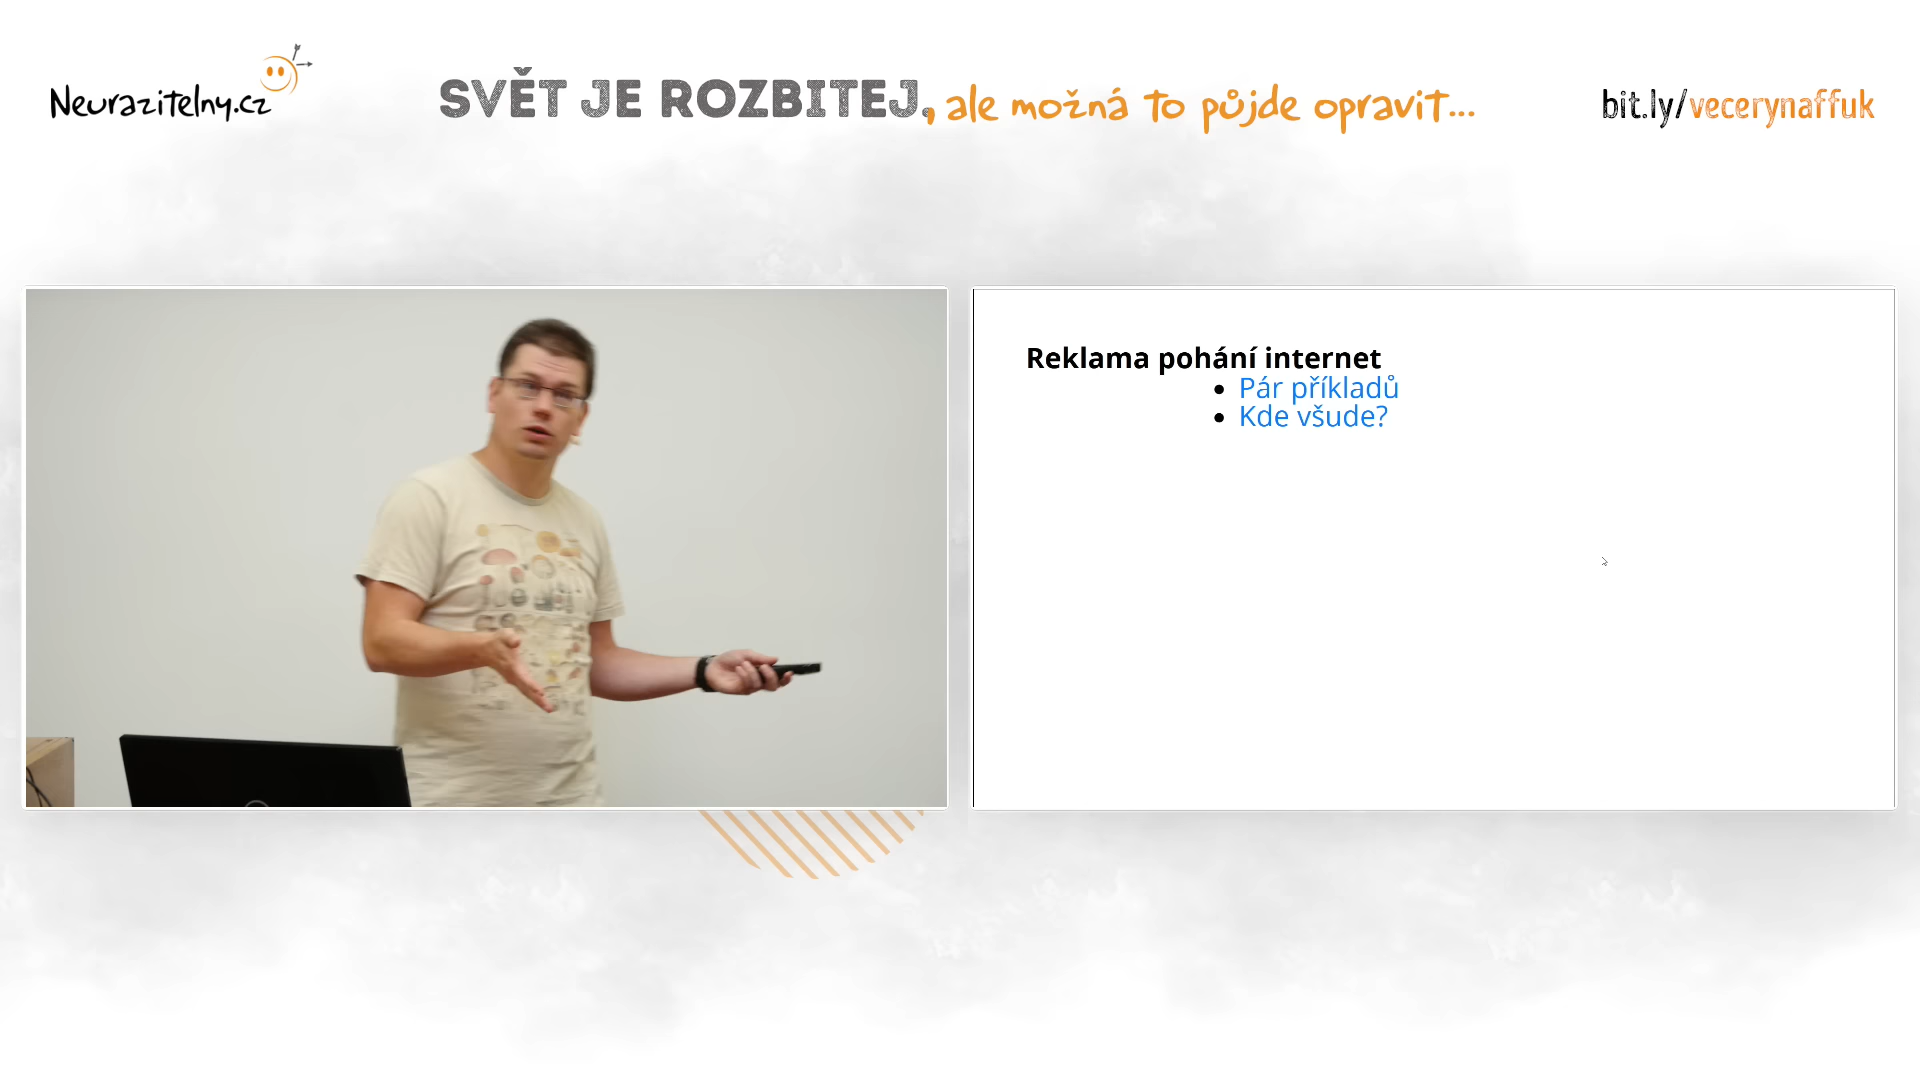 Neurazitelny.cz
SVĚT JE ROZBITEJ, ale možná to půjde opravit...
bit.ly/vecerynaffuk
Reklama pohání internet
• Pár příkladů
• Kde všude?